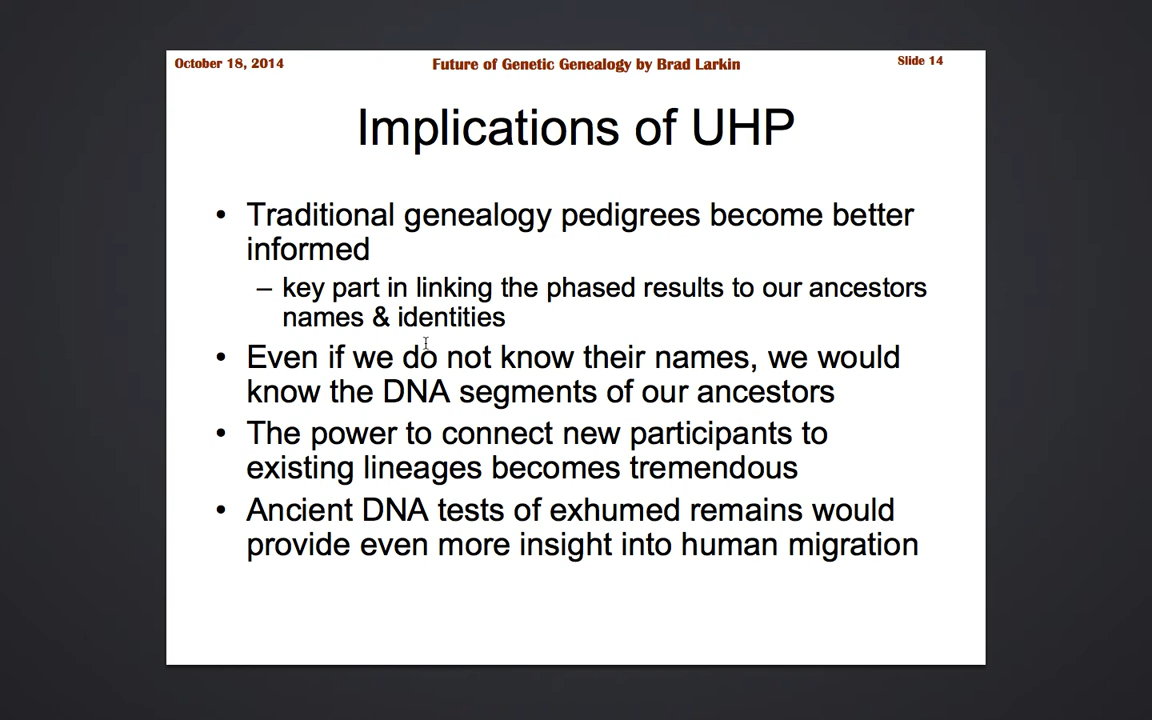 October 18, 2014
Future of Genetic Genealogy by Brad Larkin
Slide 14
Implications of UHP
• Traditional genealogy pedigrees become better
informed
– key part in linking the phased results to our ancestors
names & identities
• Even if we do not know their names, we would
know the DNA segments of our ancestors
• The power to connect new participants to
existing lineages becomes tremendous
• Ancient DNA tests of exhumed remains would
provide even more insight into human migration